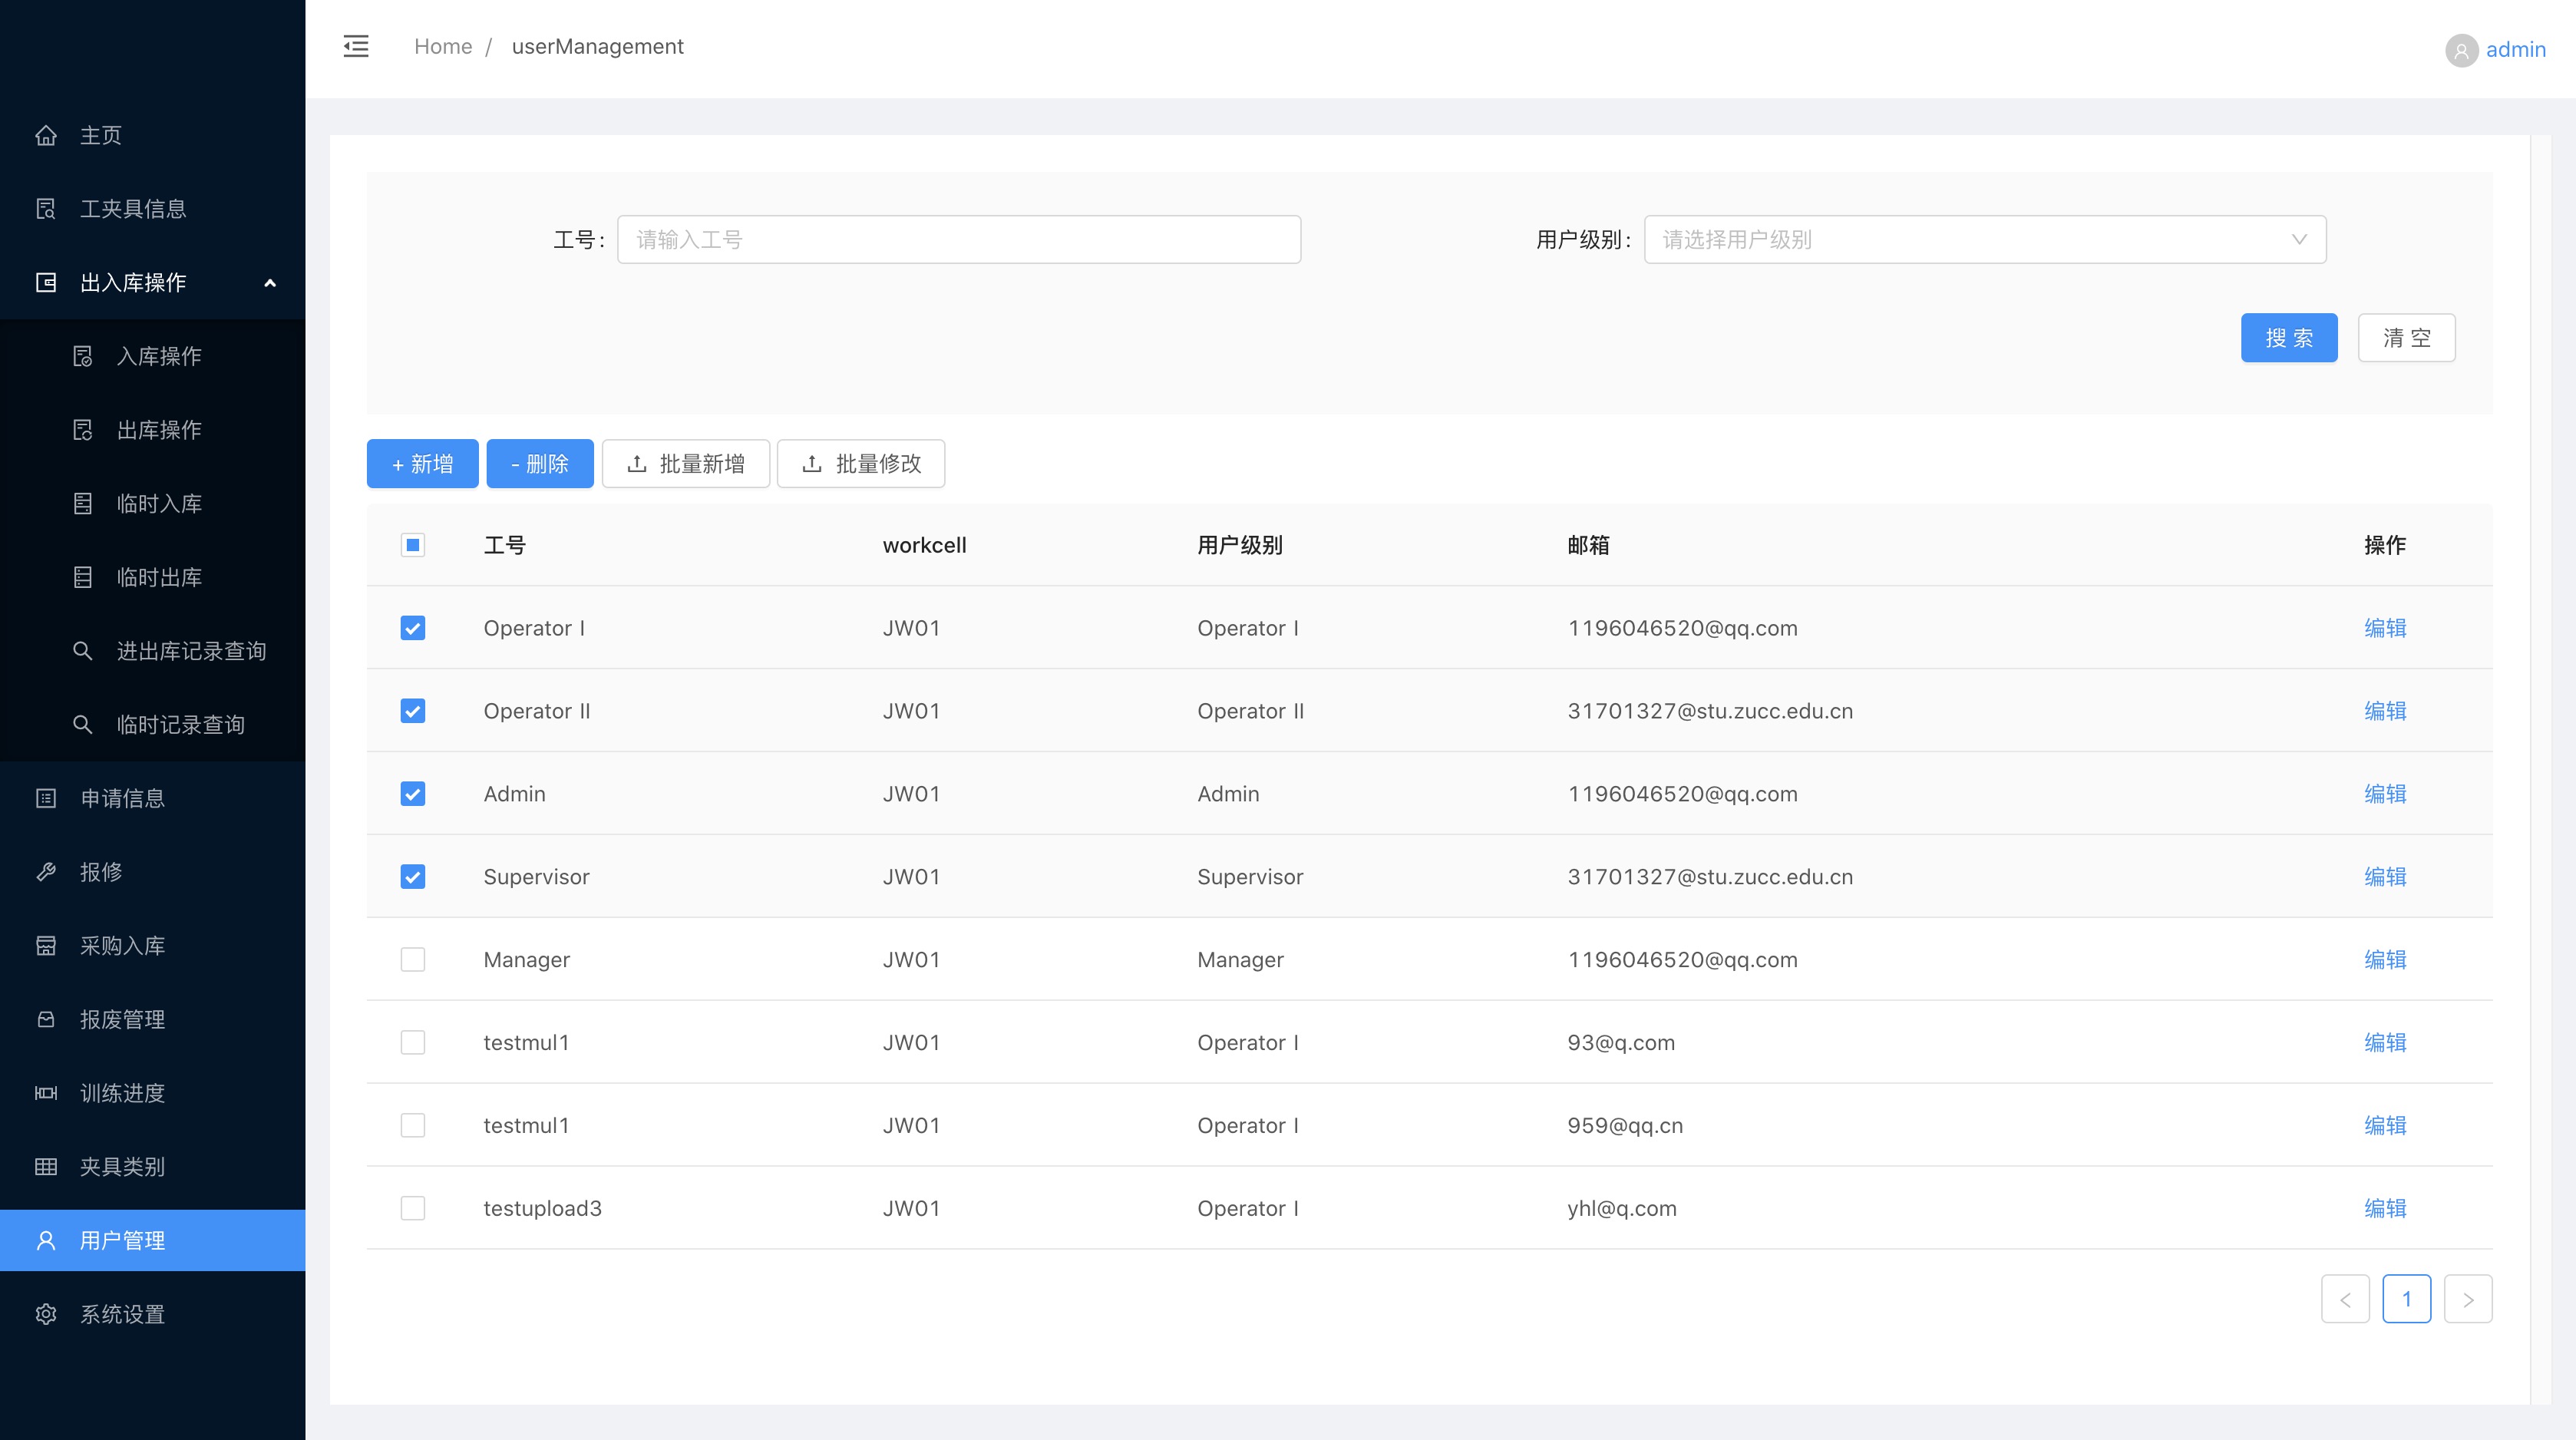 Home / userManagement
admin
主页
工夹具信息
出入库操作
入库操作
出库操作
临时入库
临时出库
进出库记录查询
临时记录查询
申请信息
报修
采购入库
报废管理
训练进度
夹具类别
用户管理
系统设置
工号: 请输入工号 用户级别: 请选择用户级别
搜 索 清 空
+ 新增 - 删除 批量新增 批量修改
工号 workcell 用户级别 邮箱 操作
Operator I JW01 Operator I 1196046520@qq.com 编辑
Operator II JW01 Operator II 31701327@stu.zucc.edu.cn 编辑
Admin JW01 Admin 1196046520@qq.com 编辑
Supervisor JW01 Supervisor 31701327@stu.zucc.edu.cn 编辑
Manager JW01 Manager 1196046520@qq.com 编辑
testmul1 JW01 Operator I 93@q.com 编辑
testmul1 JW01 Operator I 959@qq.cn 编辑
testupload3 JW01 Operator I yhl@q.com 编辑
< 1 >